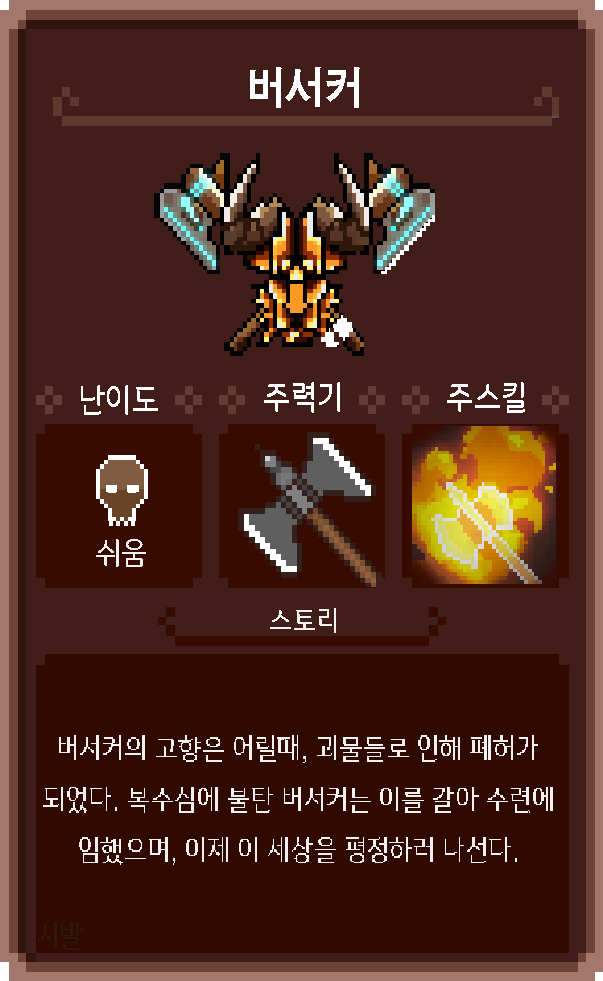 버서커
난이도
주력기
주스킬
쉬움
스토리
버서커의 고향은 어릴때, 괴물들로 인해 폐허가
되었다. 복수심에 불탄 버서커는 이를 갈아 수련에
임했으며, 이제 이 세상을 평정하러 나선다.
시발